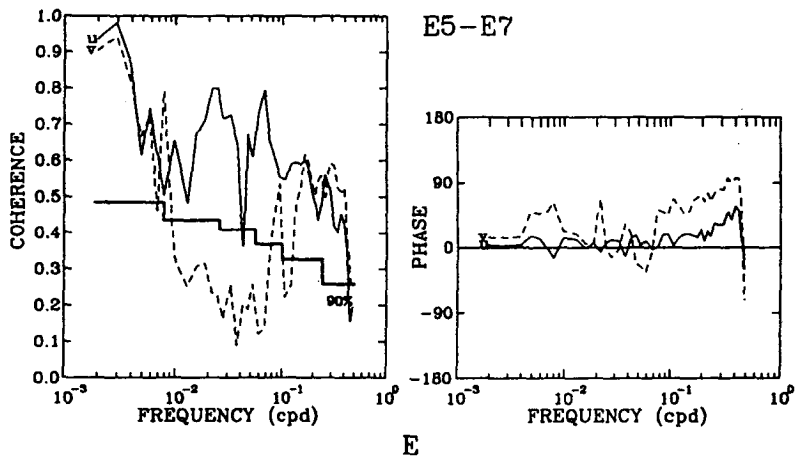 E5-E7
1.0
0.9
0.8
0.7
0.6
0.5
0.4
0.3
0.2
0.1
0.0
COHERENCE
u
v
90%
10⁻³
10⁻²
10⁻¹
10⁰
FREQUENCY (cpd)
180
90
0
-90
-180
PHASE
v
u
10⁻³
10⁻²
10⁻¹
10⁰
FREQUENCY (cpd)
E